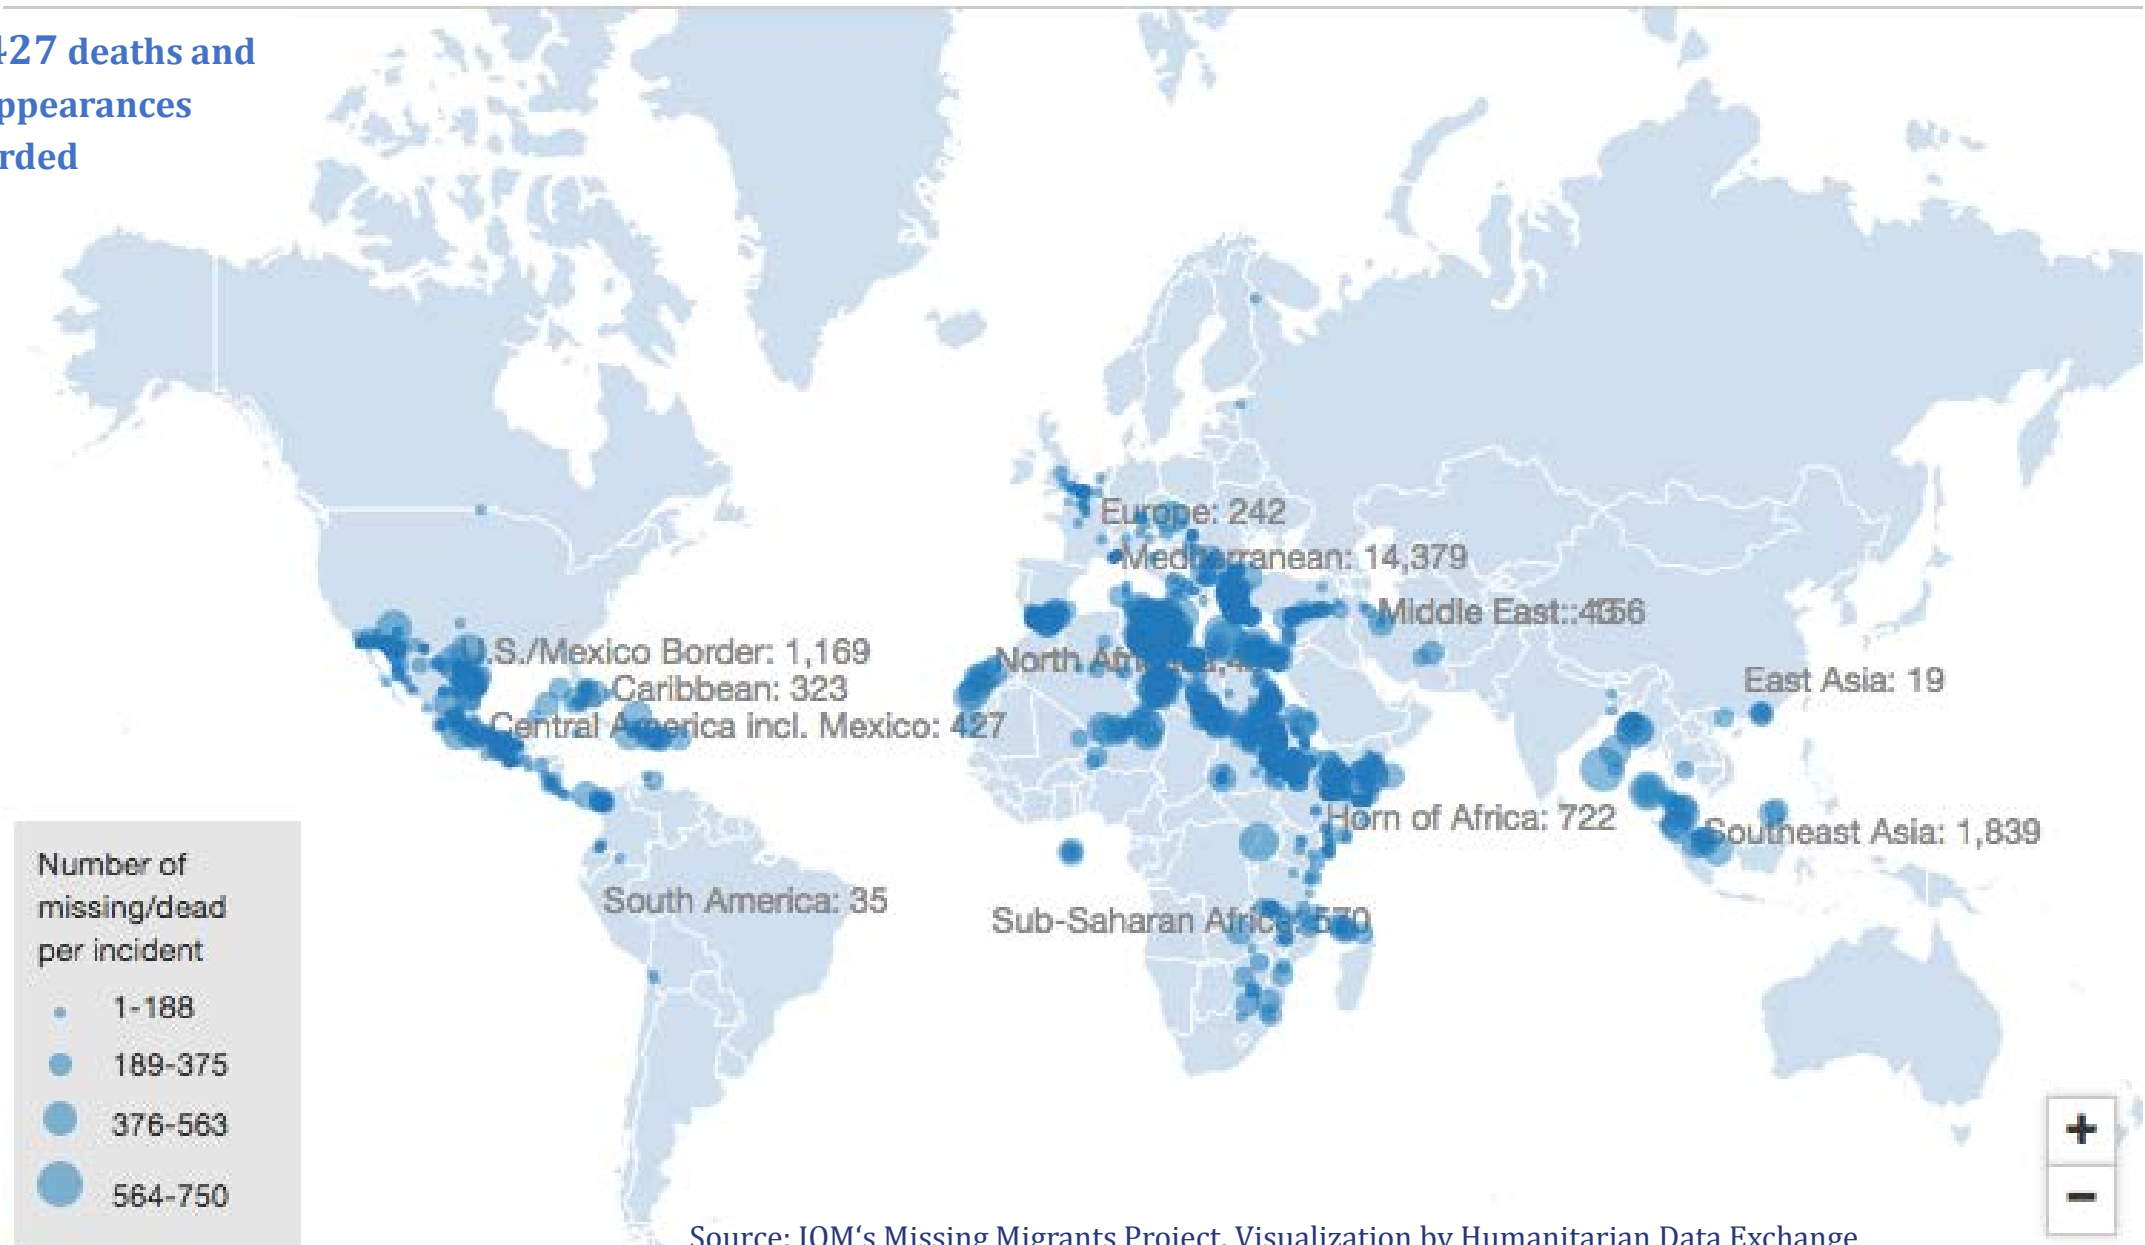 427 deaths and
ppearances
rded
Europe: 242
Mediterranean: 14,379
Middle East:
U.S./Mexico Border: 1,169
North
East Asia: 19
Caribbean: 323
Central America incl. Mexico: 427
Horn of Africa: 722
Southeast Asia: 1,839
South America: 35
Sub-Saharan Africa: 570
Number of
missing/dead
per incident
1-188
189-375
376-563
564-750
+
−
Source: IOM‘s Missing Migrants Project, Visualization by Humanitarian Data Exchange